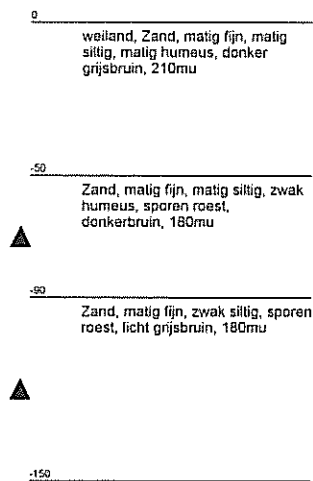 0
weiland, Zand, matig fijn, matig
siltig, matig humeus, donker
grijsbruin, 210mu
-50
Zand, matig fijn, matig siltig, zwak
humeus, sporen roest,
donkerbruin, 180mu
-90
Zand, matig fijn, zwak siltig, sporen
roest, licht grijsbruin, 180mu
-150